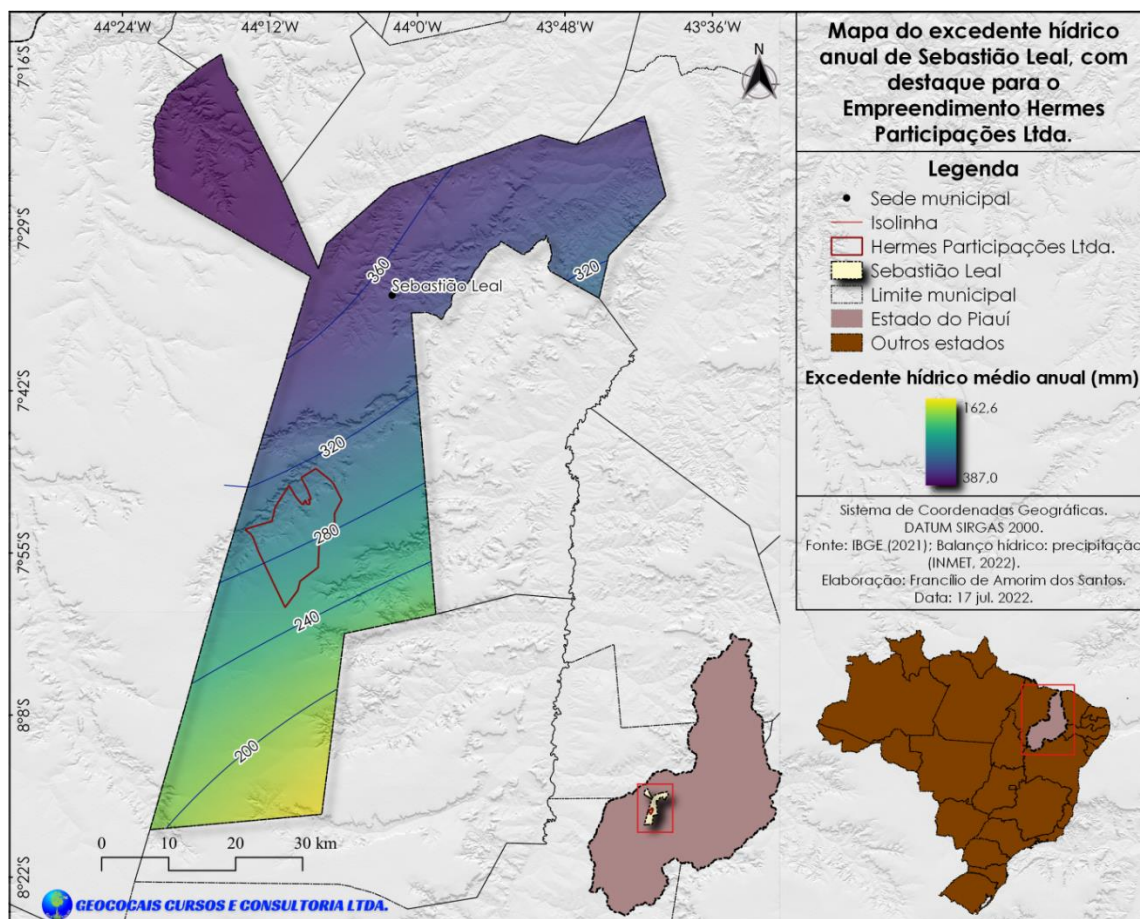 44°24'W
44°12'W
44°0'W
43°48'W
43°36'W
7°16'S
7°29'S
7°42'S
7°55'S
8°8'S
8°22'S
N
360
Sebastião Leal
320
320
280
240
200
0 10 20 30 km
GEOCOCAIS CURSOS E CONSULTORIA LTDA.
Mapa do excedente hídrico
anual de Sebastião Leal, com
destaque para o
Empreendimento Hermes
Participações Ltda.
Legenda
Sede municipal
Isolinha
Hermes Participações Ltda.
Sebastião Leal
Limite municipal
Estado do Piauí
Outros estados
Excedente hídrico médio anual (mm)
162.6
387,0
Sistema de Coordenadas Geográficas.
DATUM SIRGAS 2000.
Fonte: IBGE (2021); Balanço hídrico: precipitação
(INMET, 2022).
Elaboração: Francílio de Amorim dos Santos.
Data: 17 jul. 2022.